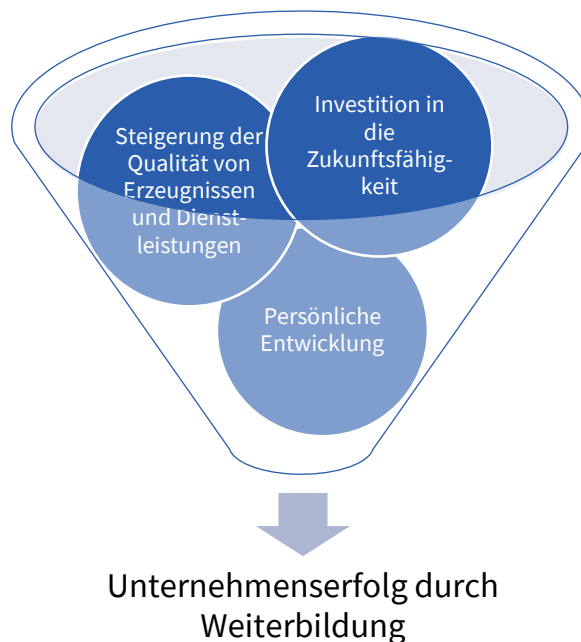 Steigerung der
Qualität von
Erzeugnissen
und Dienst-
leistungen
Investition in
die
Zukunftsfähig-
keit
Persönliche
Entwicklung
Unternehmenserfolg durch
Weiterbildung